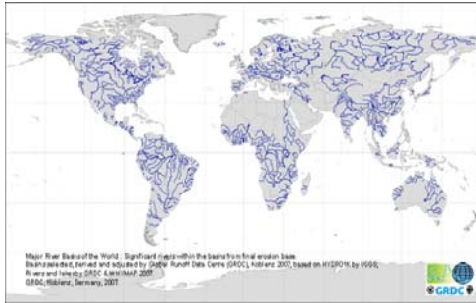 Major River Basins of the World : Significant rivers within the basins from final erosion base.
Basins selected, derived and adjusted by Global Runoff Data Centre (GRDC), Koblenz 2007, based on HYDRO1K by USGS;
Rivers and lakes by GRDC &
GRDC, Koblenz, Germany, 2007
GRDC